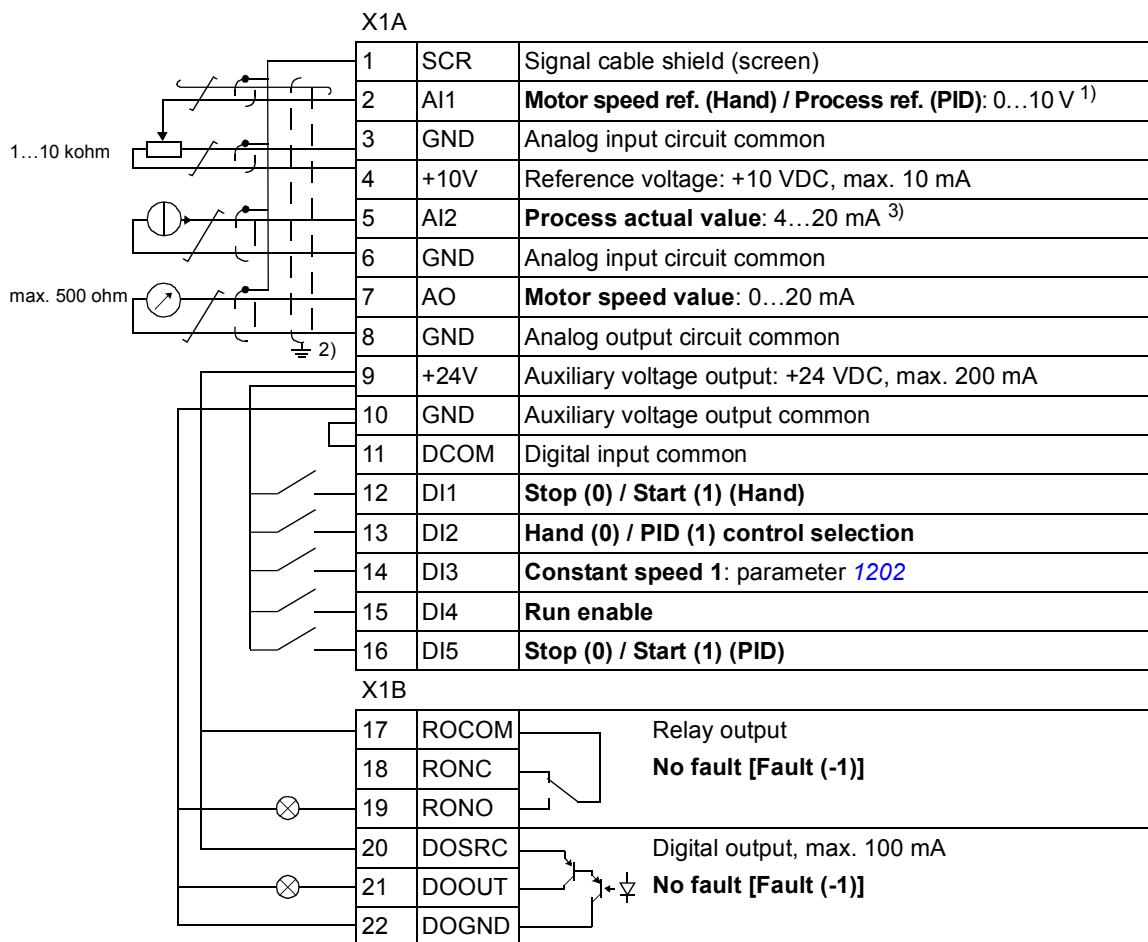 X1A
1 SCR Signal cable shield (screen)
2 AI1 Motor speed ref. (Hand) / Process ref. (PID): 0…10 V 1)
1…10 kohm
3 GND Analog input circuit common
4 +10V Reference voltage: +10 VDC, max. 10 mA
5 AI2 Process actual value: 4…20 mA 3)
6 GND Analog input circuit common
max. 500 ohm
7 AO Motor speed value: 0…20 mA
8 GND Analog output circuit common
2)
9 +24V Auxiliary voltage output: +24 VDC, max. 200 mA
10 GND Auxiliary voltage output common
11 DCOM Digital input common
12 DI1 Stop (0) / Start (1) (Hand)
13 DI2 Hand (0) / PID (1) control selection
14 DI3 Constant speed 1: parameter 1202
15 DI4 Run enable
16 DI5 Stop (0) / Start (1) (PID)
X1B
17 ROCOM Relay output
18 RONC No fault [Fault (-1)]
19 RONO
20 DOSRC Digital output, max. 100 mA
21 DOOUT No fault [Fault (-1)]
22 DOGND